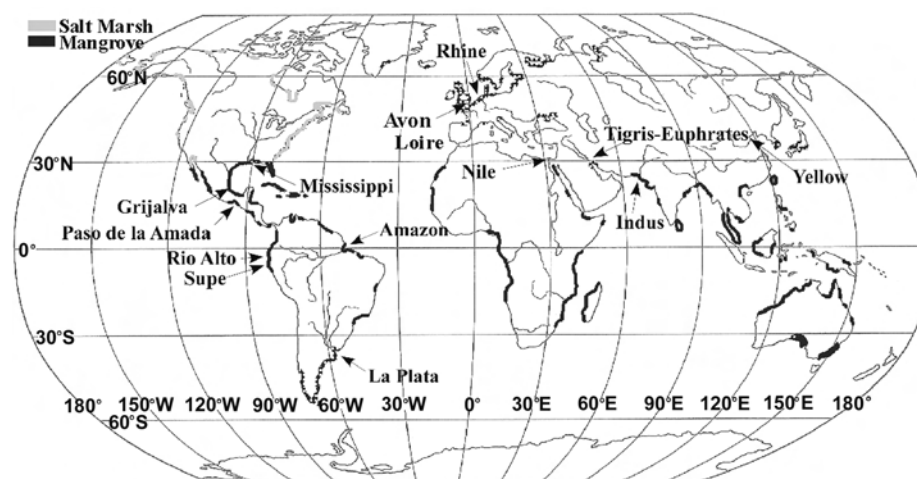 Salt Marsh
Mangrove
Rhine
60°N
Avon
Loire
Tigris-Euphrates
30°N
Nile
Mississippi
Yellow
Grijalva
Indus
Paso de la Amada
Amazon
0°
Rio Alto
Supe
30°S
La Plata
180° 120°W 90°W 60°W 30°W 0° 30°E 60°E 90°E 120°E 150°E 180°
60°S